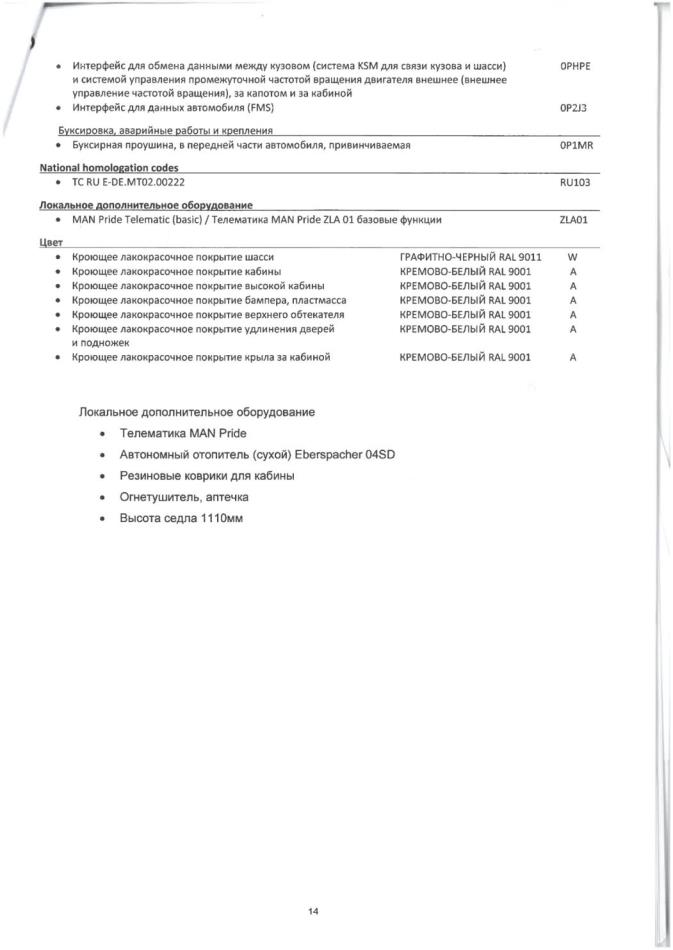 • Интерфейс для обмена данными между кузовом (система KSM для связи кузова и шасси) 0PHPE
и системой управления промежуточной частотой вращения двигателя внешнее (внешнее
управление частотой вращения), за капотом и за кабиной
• Интерфейс для данных автомобиля (FMS) 0P2J3
Буксировка, аварийные работы и крепления
• Буксирная проушина, в передней части автомобиля, привинчиваемая 0P1MR
National homologation codes
• TC RU E-DE.MT02.00222 RU103
Локальное дополнительное оборудование
• MAN Pride Telematic (basic) / Телематика MAN Pride ZLA 01 базовые функции ZLA01
Цвет
• Кроющее лакокрасочное покрытие шасси ГРАФИТНО-ЧЕРНЫЙ RAL 9011 W
• Кроющее лакокрасочное покрытие кабины КРЕМОВО-БЕЛЫЙ RAL 9001 A
• Кроющее лакокрасочное покрытие высокой кабины КРЕМОВО-БЕЛЫЙ RAL 9001 A
• Кроющее лакокрасочное покрытие бампера, пластмасса КРЕМОВО-БЕЛЫЙ RAL 9001 A
• Кроющее лакокрасочное покрытие верхнего обтекателя КРЕМОВО-БЕЛЫЙ RAL 9001 A
• Кроющее лакокрасочное покрытие удлинения дверей КРЕМОВО-БЕЛЫЙ RAL 9001 A
и подножек
• Кроющее лакокрасочное покрытие крыла за кабиной КРЕМОВО-БЕЛЫЙ RAL 9001 A
Локальное дополнительное оборудование
• Телематика MAN Pride
• Автономный отопитель (сухой) Eberspacher 04SD
• Резиновые коврики для кабины
• Огнетушитель, аптечка
• Высота седла 1110мм
14